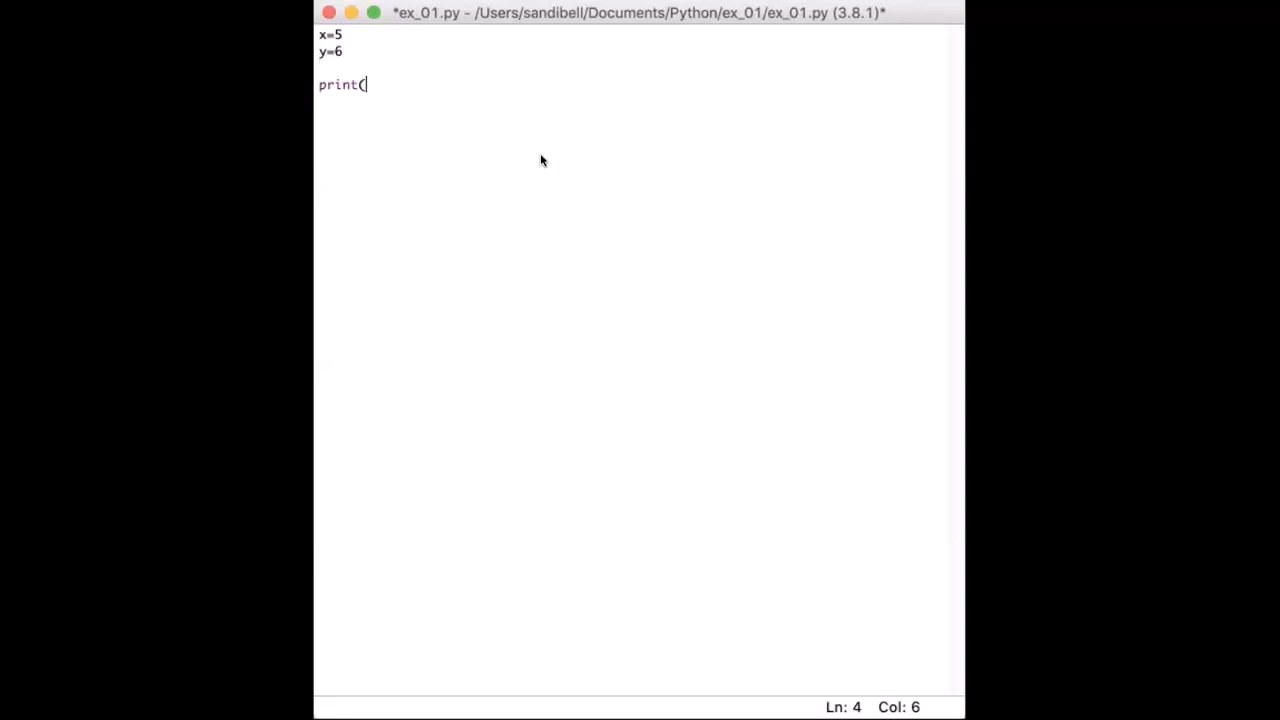 *ex_01.py - /Users/sandibell/Documents/Python/ex_01/ex_01.py (3.8.1)*
x=5
y=6
print(
Ln: 4 Col: 6